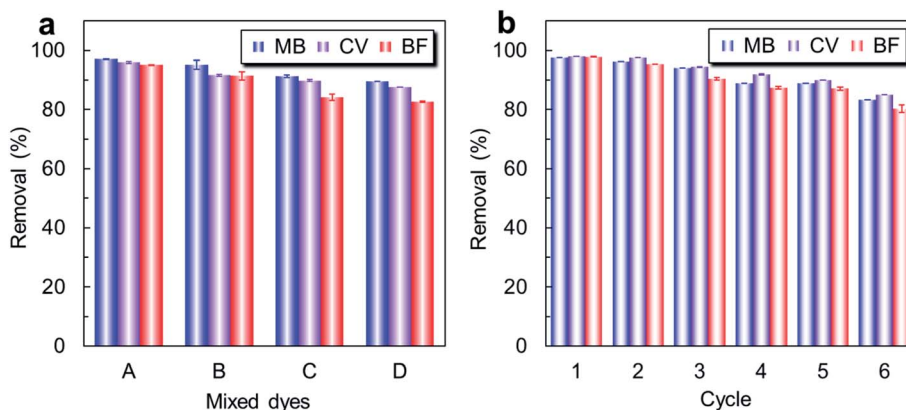 a
MB CV BF
100
80
60
40
20
0
Removal (%)
A B C D
Mixed dyes
b
MB CV BF
100
80
60
40
20
0
Removal (%)
1 2 3 4 5 6
Cycle